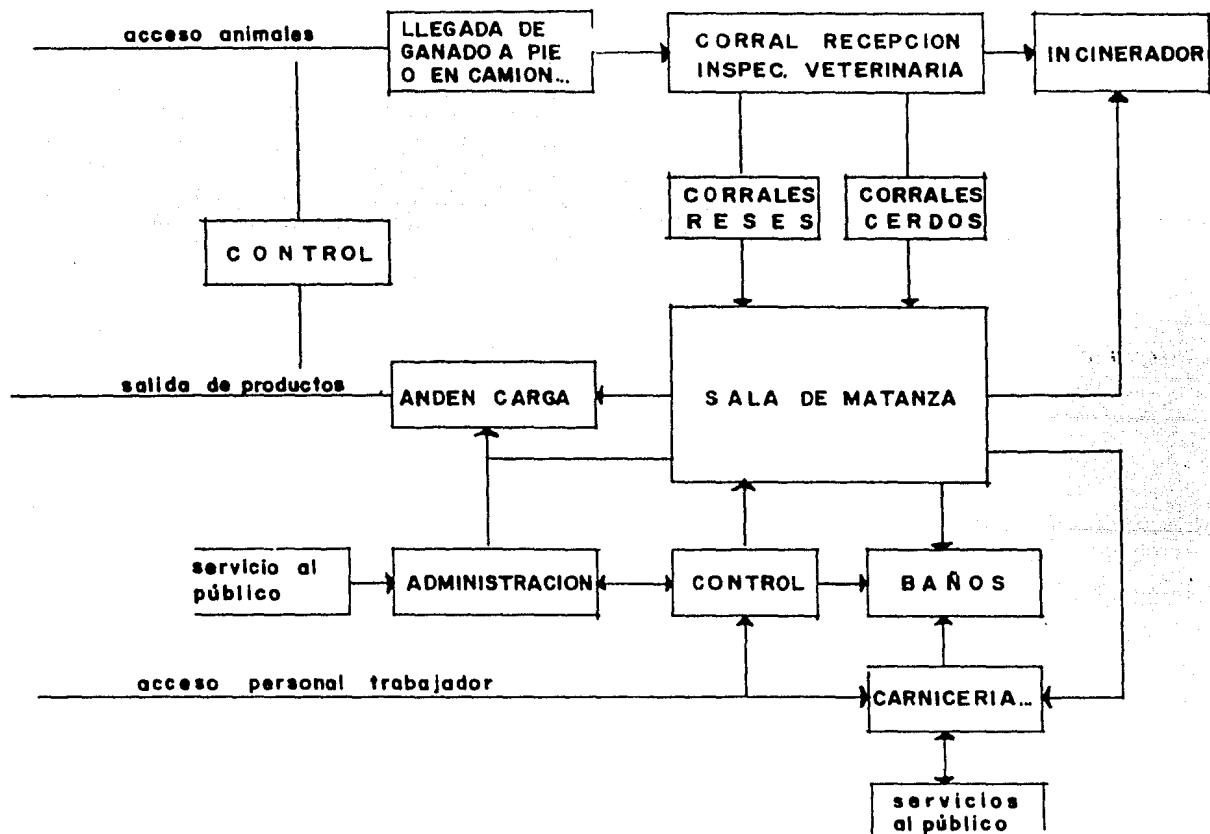 acceso animales
LLEGADA DE
GANADO A PIE
O EN CAMION...
CORRAL RECEPCION
INSPEC. VETERINARIA
INCINERADOR
CORRALES
RESES
CORRALES
CERDOS
CONTROL
salida de productos
ANDEN CARGA
SALA DE MATANZA
servicio al
público
ADMINISTRACION
CONTROL
BAÑOS
acceso personal trabajador
CARNICERIA...
servicios
al público